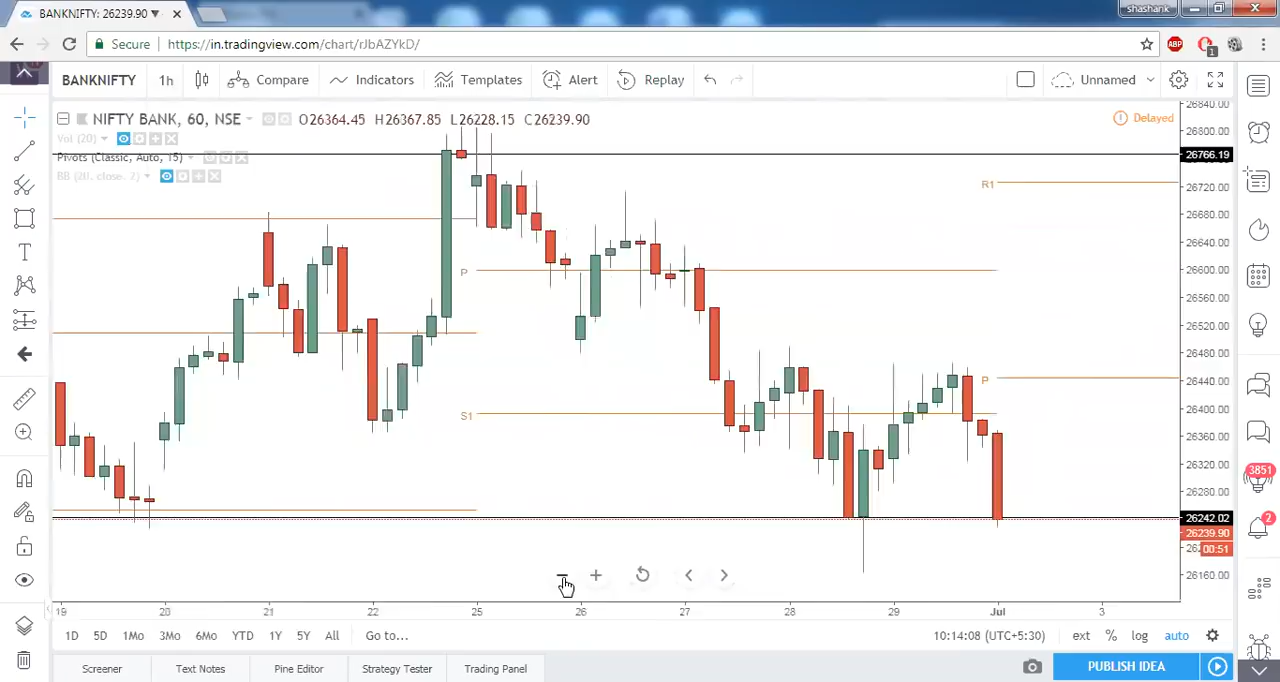 BANKNIFTY: 26239.90 ▼
shashank
Secure
https://in.tradingview.com/chart/rJbAZYkD/
ABP
1
BANKNIFTY
1h
Compare
Indicators
Templates
Alert
Replay
Unnamed
NIFTY BANK, 60, NSE
O26364.45 H26367.85 L26228.15 C26239.90
Delayed
Vol (20)
Pivots (Classic, Auto, 15)
BB (20, close, 2)
R1
P
S1
P
26840.00
26800.00
26766.19
26720.00
26680.00
26640.00
26600.00
26560.00
26520.00
26480.00
26440.00
26400.00
26360.00
26320.00
26280.00
26242.02
26239.90
00:51
26160.00
3851
2
19 20 21 22 25 26 27 28 29 Jul 3
1D 5D 1Mo 3Mo 6Mo YTD 1Y 5Y All Go to...
10:14:08 (UTC+5:30) ext % log auto
Screener Text Notes Pine Editor Strategy Tester Trading Panel
PUBLISH IDEA